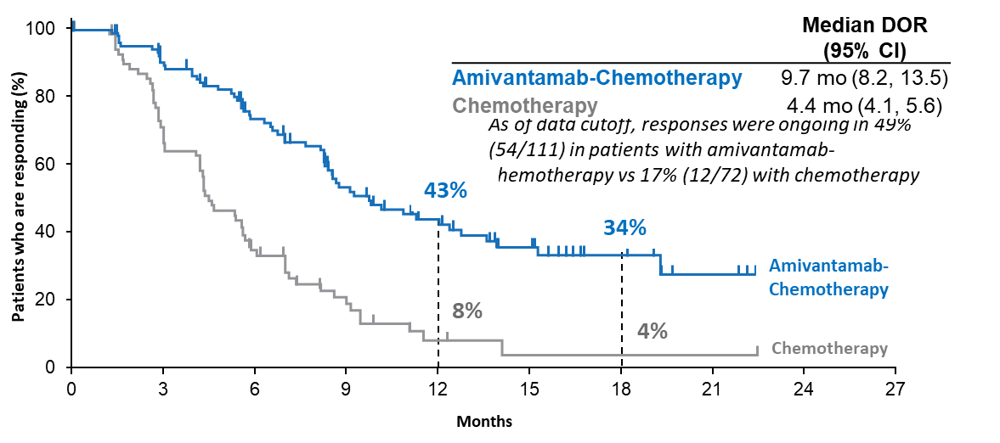 Median DOR
(95% CI)
Amivantamab-Chemotherapy 9.7 mo (8.2, 13.5)
Chemotherapy 4.4 mo (4.1, 5.6)
As of data cutoff, responses were ongoing in 49%
(54/111) in patients with amivantamab-
hemotherapy vs 17% (12/72) with chemotherapy
Patients who are responding (%)
100
80
60
40
20
0
43%
34%
8%
4%
Amivantamab-
Chemotherapy
Chemotherapy
0 3 6 9 12 15 18 21 24 27
Months